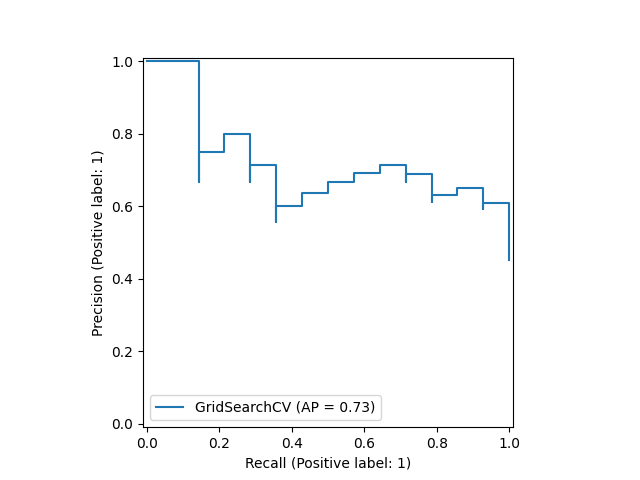 1.0
0.8
0.6
0.4
0.2
0.0
Precision (Positive label: 1)
GridSearchCV (AP = 0.73)
0.0 0.2 0.4 0.6 0.8 1.0
Recall (Positive label: 1)